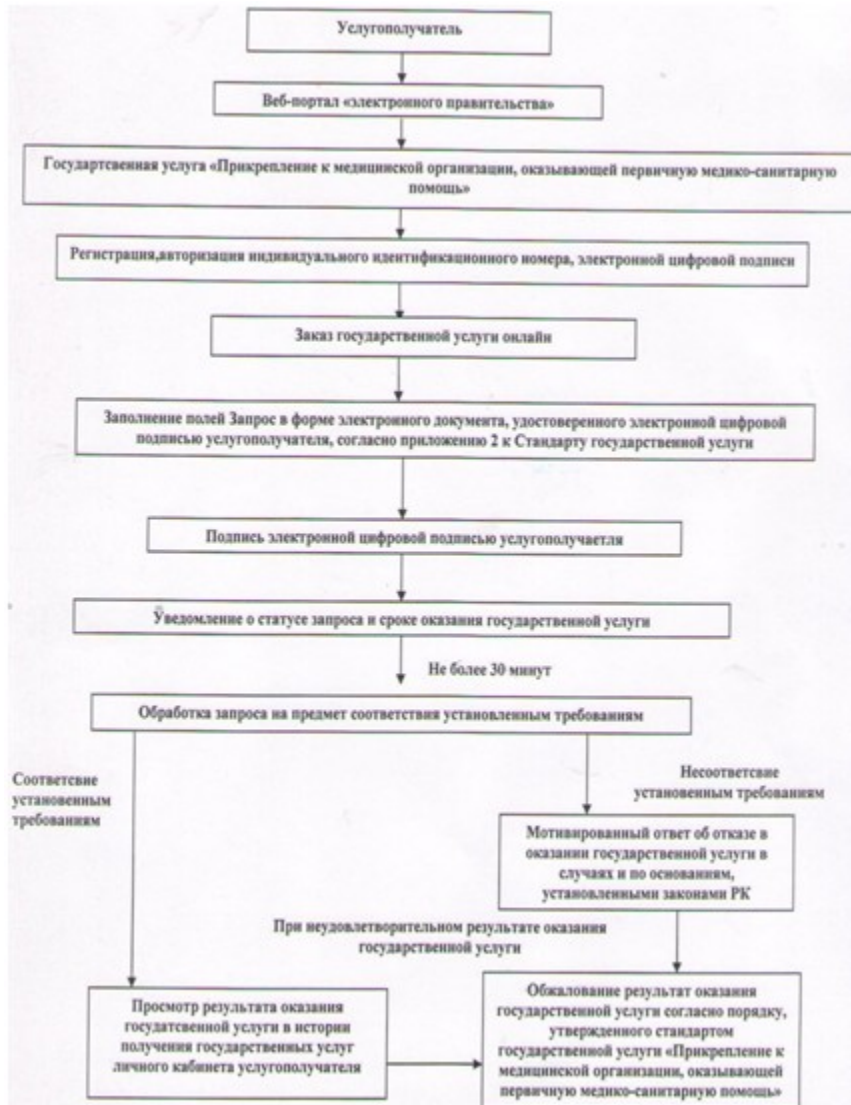 Услугополучатель
Веб-портал «электронного правительства»
Государтсвенная услуга «Прикрепление к медицинской организации, оказывающей первичную медико-санитарную
помощь»
Регистрация,авторизация индивидуального идентификационного номера, электронной цифровой подписи
Заказ государственной услуги онлайн
Заполнение полей Запрос в форме электронного документа, удостоверенного электронной цифровой
подписью услугополучателя, согласно приложению 2 к Стандарту государственной услуги
Подпись электронной цифровой подписью услугополучаетля
Уведомление о статусе запроса и сроке оказания государственной услуги
Не более 30 минут
Обработка запроса на предмет соответствия установленным требованиям
Соответсвие
установенным
требованиям
Несоответсвие
установленным требованиям
Мотивированный ответ об отказе в
оказании государственной услуги в
случаях и по основаниям,
установленными законами РК
При неудовлетворительном результате оказания
государственной услуги
Просмотр результата оказания
госудатсвенной услуги в истории
получения государственных услуг
личного кабинета услугополучателя
Обжалование результат оказания
государственной услуги согласно порядку,
утвержденного стандартом
государственной услуги «Прикрепление к
медицинской организации, оказывающей
первичную медико-санитарную помощь»